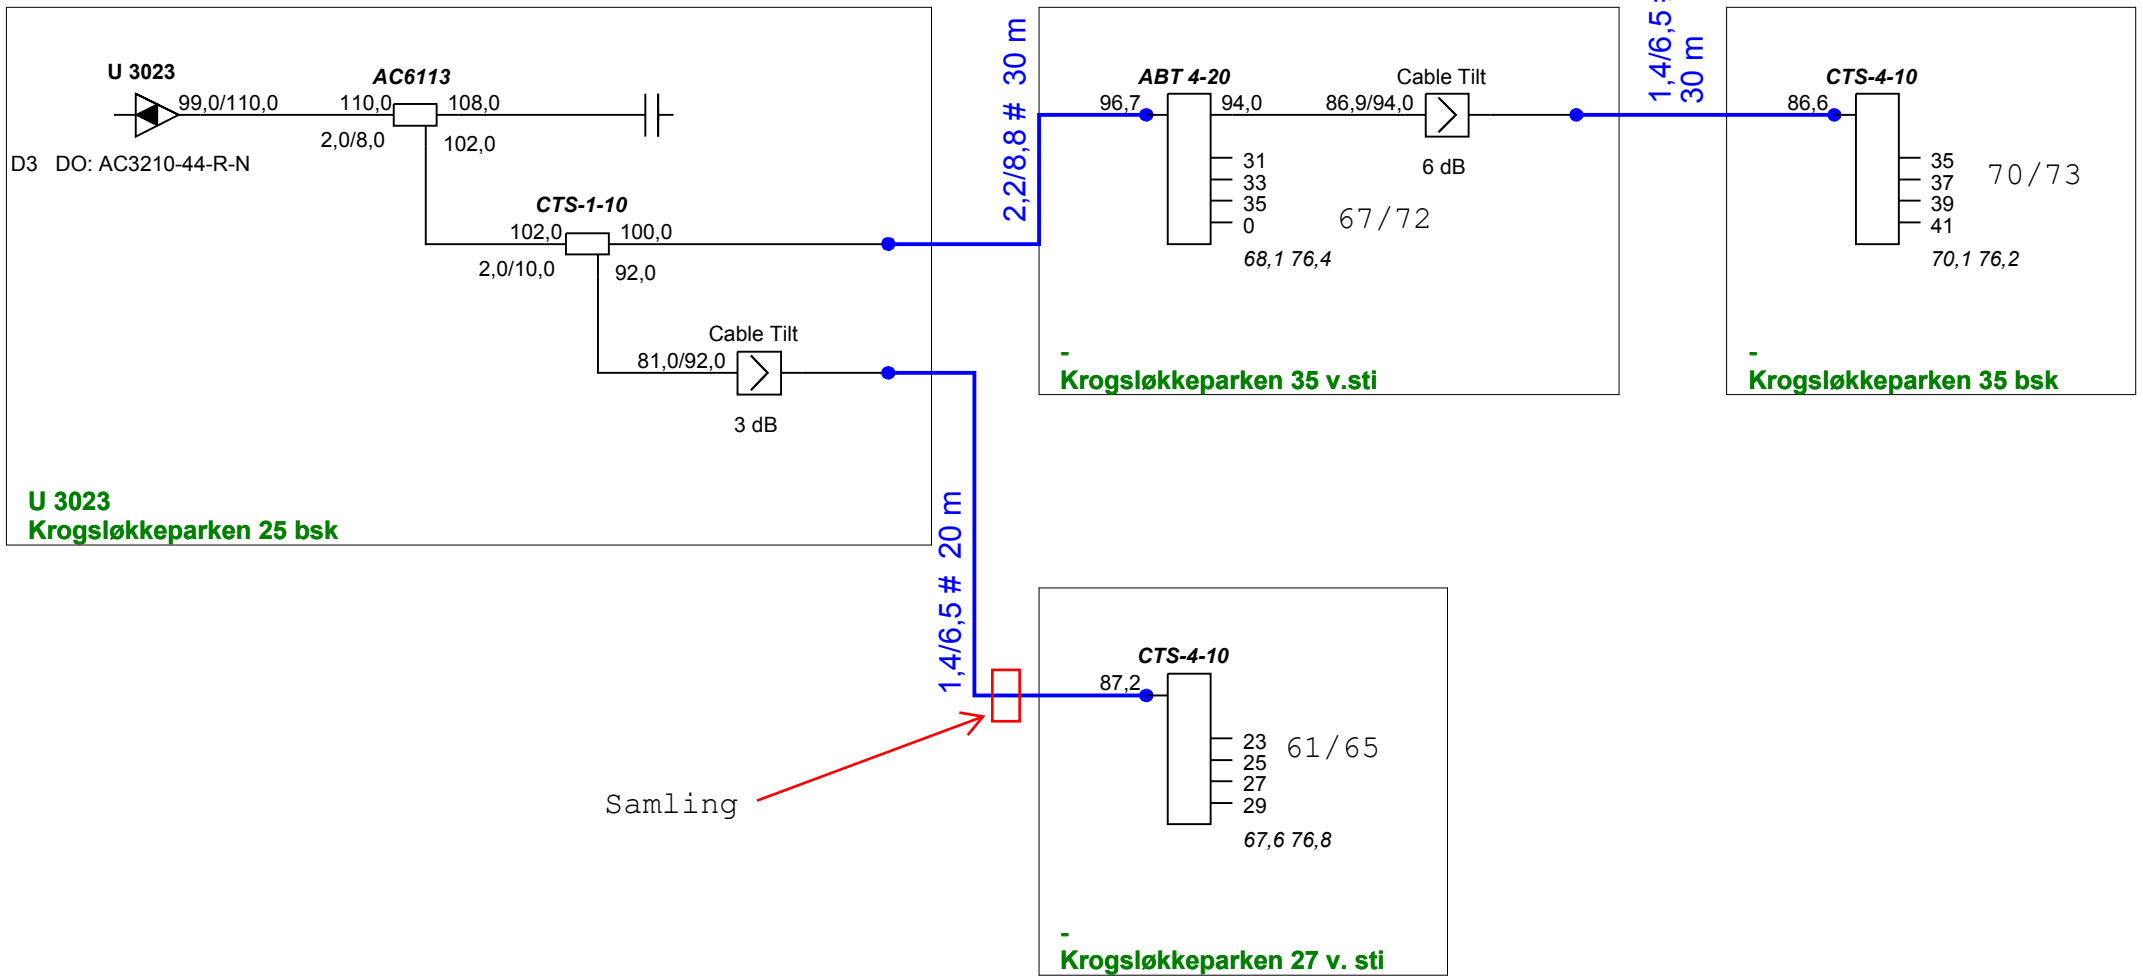 U 3023
99,0/110,0
D3 DO: AC3210-44-R-N
AC6113
110,0
108,0
2,0/8,0
102,0
CTS-1-10
102,0
100,0
2,0/10,0
92,0
Cable Tilt
81,0/92,0
3 dB
U 3023
Krogsløkkeparken 25 bsk
2,2/8,8 # 30 m
ABT 4-20
96,7
94,0
31
33
35
0
67/72
68,1 76,4
Cable Tilt
86,9/94,0
6 dB
-
Krogsløkkeparken 35 v.sti
1,4/6,5
30 m
CTS-4-10
86,6
35
37
39
41
70/73
70,1 76,2
-
Krogsløkkeparken 35 bsk
1,4/6,5 # 20 m
Samling
CTS-4-10
87,2
23
25
27
29
61/65
67,6 76,8
-
Krogsløkkeparken 27 v. sti